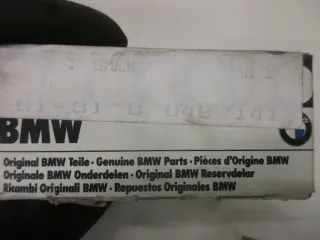 BMW
Original BMW Teile · Genuine BMW Parts · Pièces d'Origine BMW
Originale BMW Onderdelen · Original BMW Reservdelar
Ricambi Originali BMW · Repuestos Originales BMW